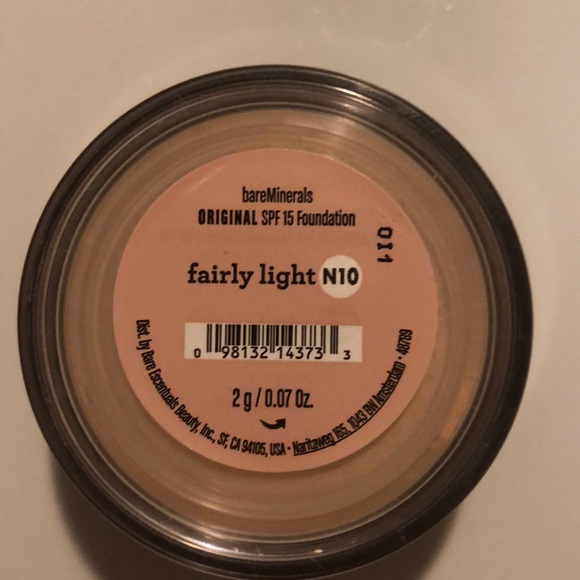 bareMinerals
ORIGINAL SPF 15 Foundation
011
fairly light N10
0 98132 14373 3
2 g / 0.07 Oz.
Dist. by Bare Escentuals Beauty, Inc., SF, CA 94105, USA • Naritaweg 165, 1043 BW Amsterdam • 48789